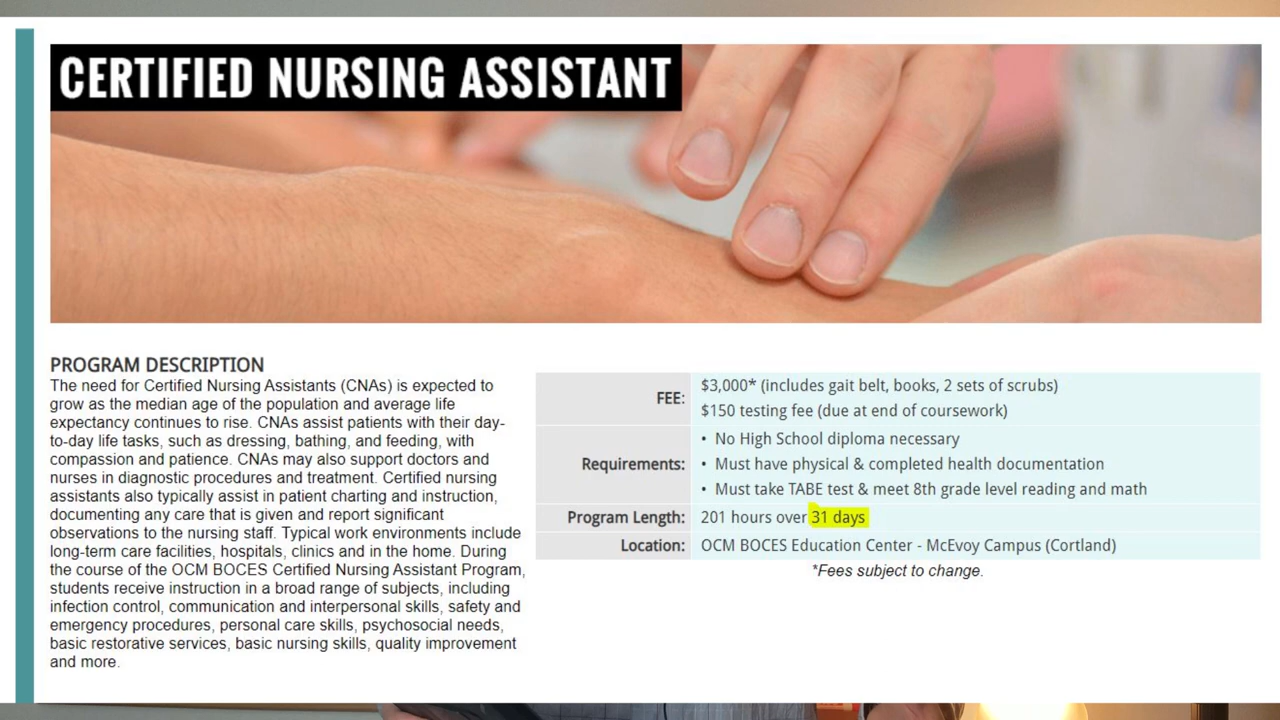 CERTIFIED NURSING ASSISTANT
PROGRAM DESCRIPTION
The need for Certified Nursing Assistants (CNAs) is expected to
grow as the median age of the population and average life
expectancy continues to rise. CNAs assist patients with their day-
to-day life tasks, such as dressing, bathing, and feeding, with
compassion and patience. CNAs may also support doctors and
nurses in diagnostic procedures and treatment. Certified nursing
assistants also typically assist in patient charting and instruction,
documenting any care that is given and report significant
observations to the nursing staff. Typical work environments include
long-term care facilities, hospitals, clinics and in the home. During
the course of the OCM BOCES Certified Nursing Assistant Program,
students receive instruction in a broad range of subjects, including
infection control, communication and interpersonal skills, safety and
emergency procedures, personal care skills, psychosocial needs,
basic restorative services, basic nursing skills, quality improvement
and more.
FEE:
$3,000* (includes gait belt, books, 2 sets of scrubs)
$150 testing fee (due at end of coursework)
Requirements:
• No High School diploma necessary
• Must have physical & completed health documentation
• Must take TABE test & meet 8th grade level reading and math
Program Length: 201 hours over 31 days
Location: OCM BOCES Education Center - McEvoy Campus (Cortland)
*Fees subject to change.